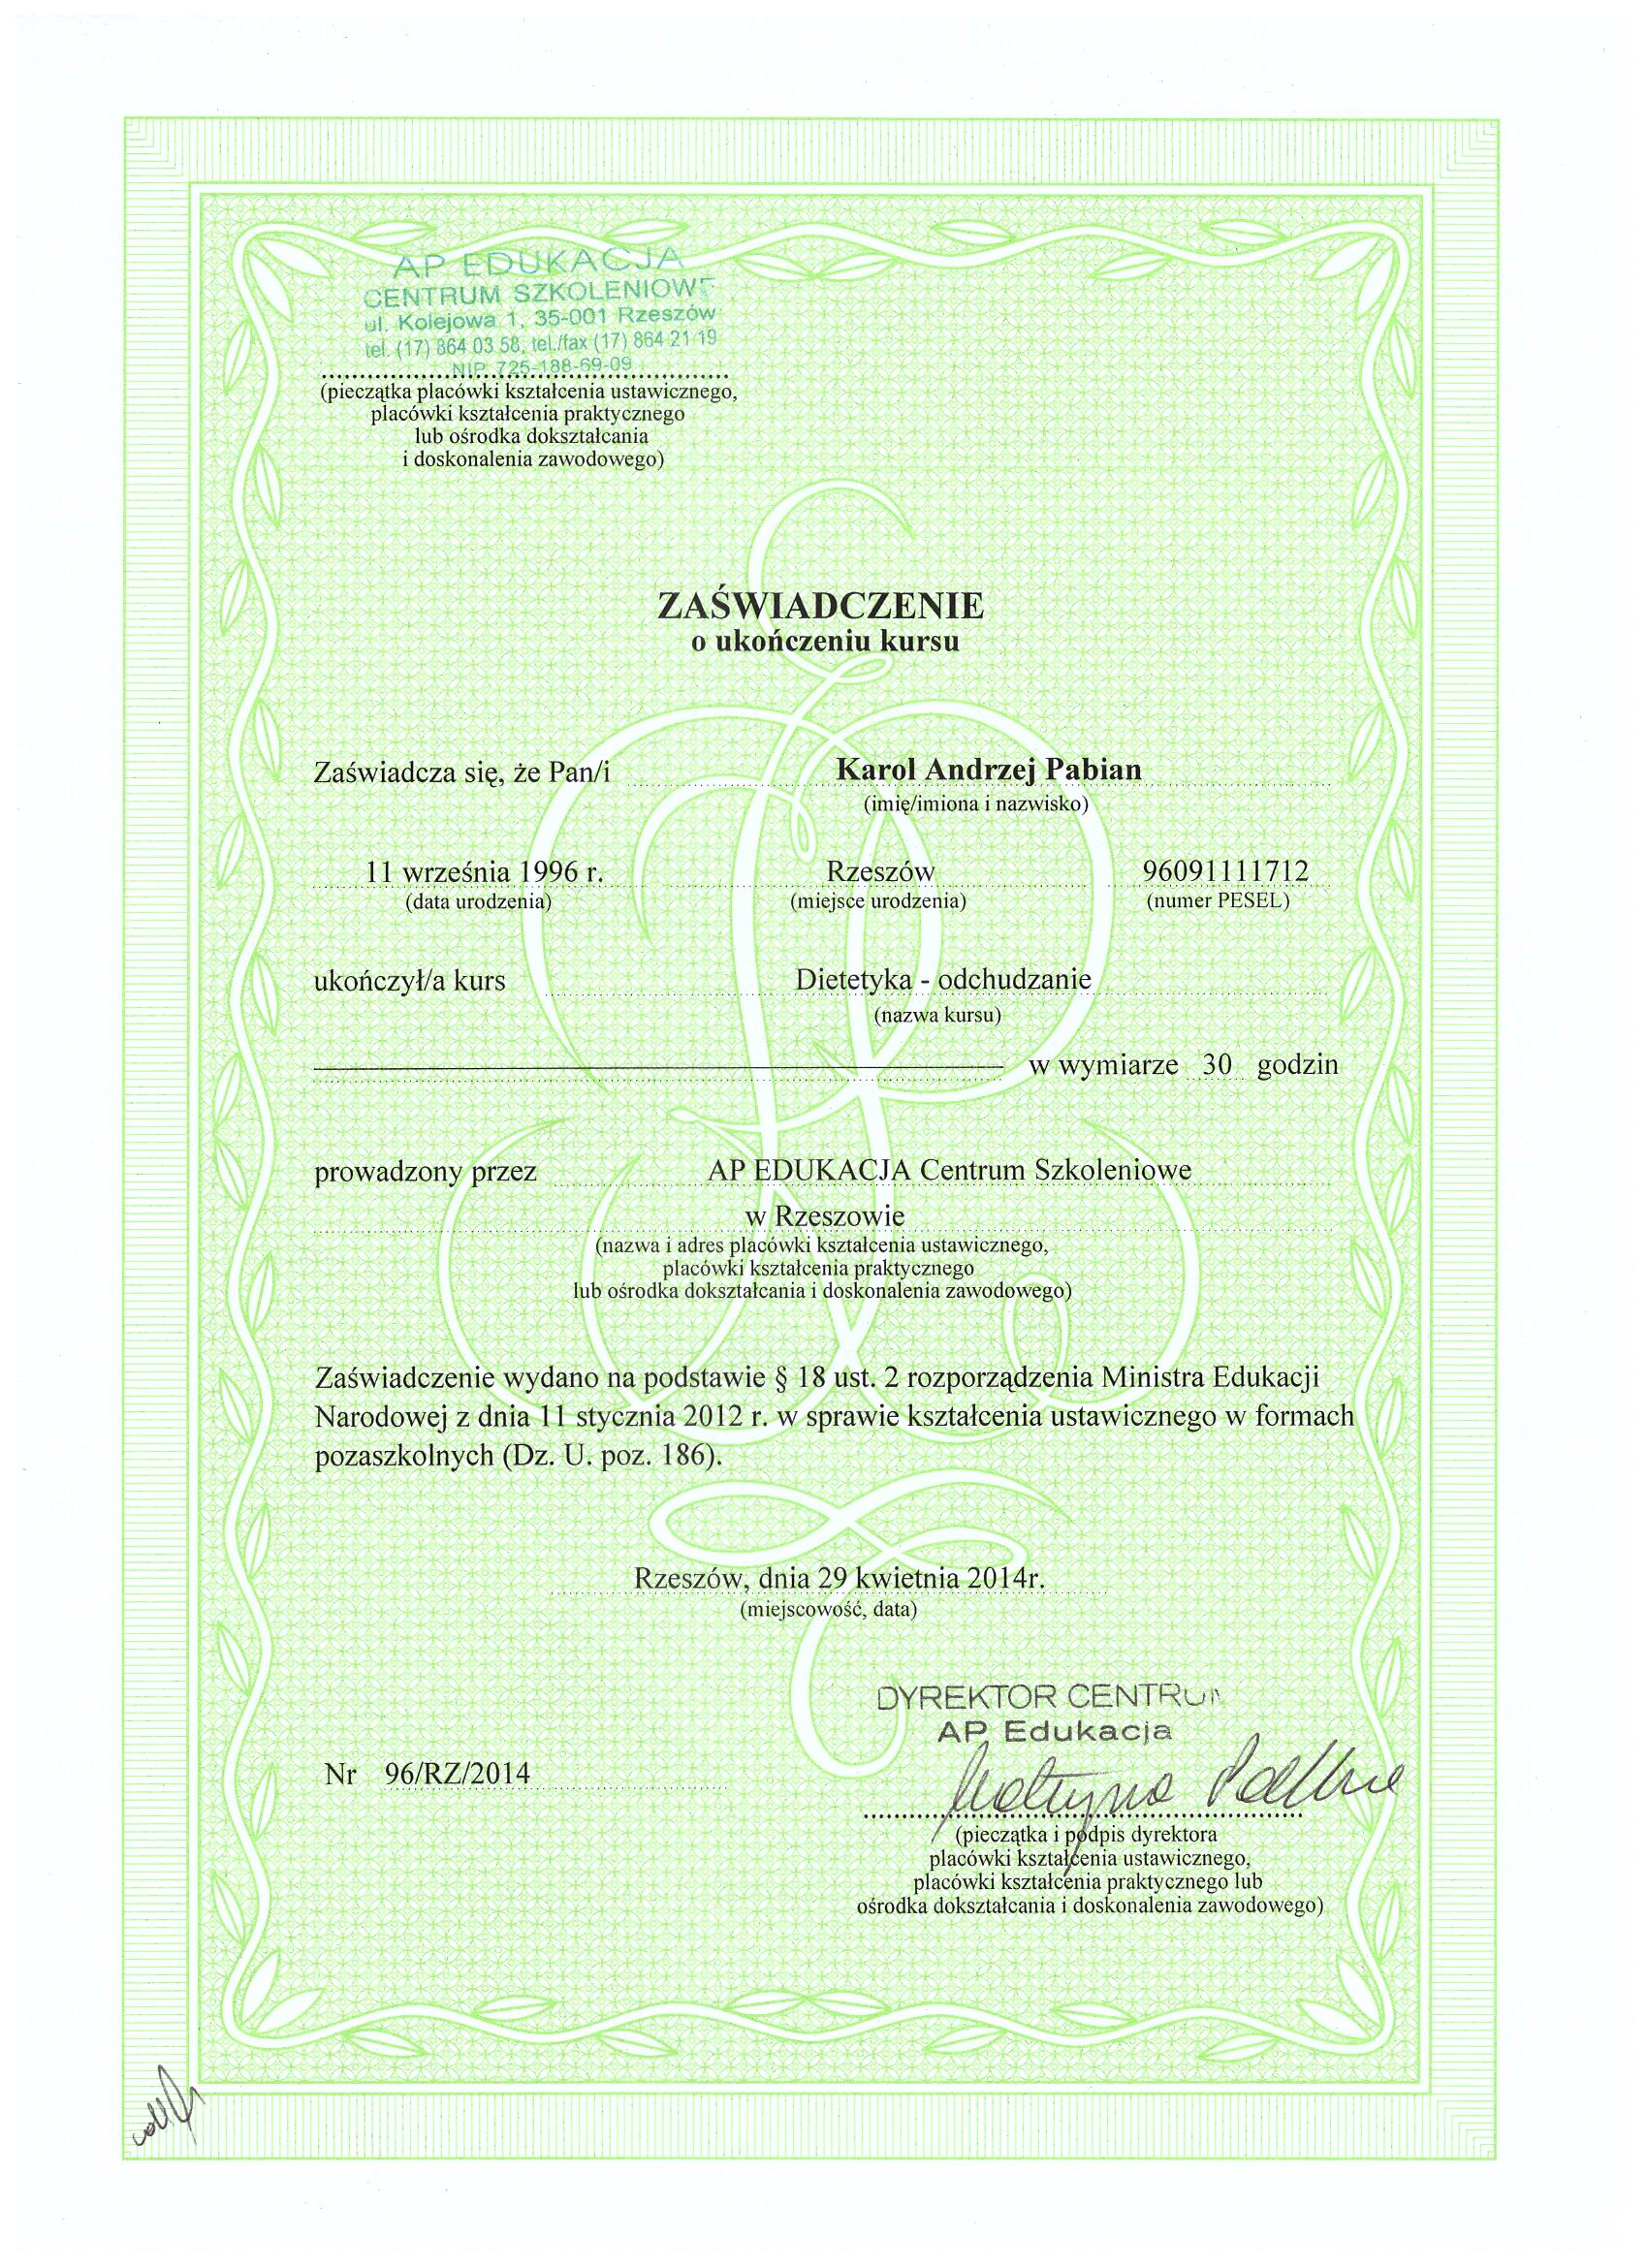 AP EDUKACJA
CENTRUM SZKOLENIOWE
ul. Kolejowa 1, 35-001 Rzeszów
tel. (17) 864 03 58, tel./fax (17) 864 21 19
NIP 725-188-69-09
(pieczątka placówki kształcenia ustawicznego,
placówki kształcenia praktycznego
lub ośrodka dokształcania
i doskonalenia zawodowego)
ZAŚWIADCZENIE
o ukończeniu kursu
Zaświadcza się, że Pan/i Karol Andrzej Pabian
(imię/imiona i nazwisko)
11 września 1996 r. Rzeszów 96091111712
(data urodzenia) (miejsce urodzenia) (numer PESEL)
ukończył/a kurs Dietetyka - odchudzanie
(nazwa kursu)
w wymiarze 30 godzin
prowadzony przez AP EDUKACJA Centrum Szkoleniowe
w Rzeszowie
(nazwa i adres placówki kształcenia ustawicznego,
placówki kształcenia praktycznego
lub ośrodka dokształcania i doskonalenia zawodowego)
Zaświadczenie wydano na podstawie § 18 ust. 2 rozporządzenia Ministra Edukacji
Narodowej z dnia 11 stycznia 2012 r. w sprawie kształcenia ustawicznego w formach
pozaszkolnych (Dz. U. poz. 186).
Rzeszów, dnia 29 kwietnia 2014r.
(miejscowość, data)
DYREKTOR CENTRUM
AP Edukacja
Nr 96/RZ/2014
(pieczątka i podpis dyrektora
placówki kształcenia ustawicznego,
placówki kształcenia praktycznego lub
ośrodka dokształcania i doskonalenia zawodowego)